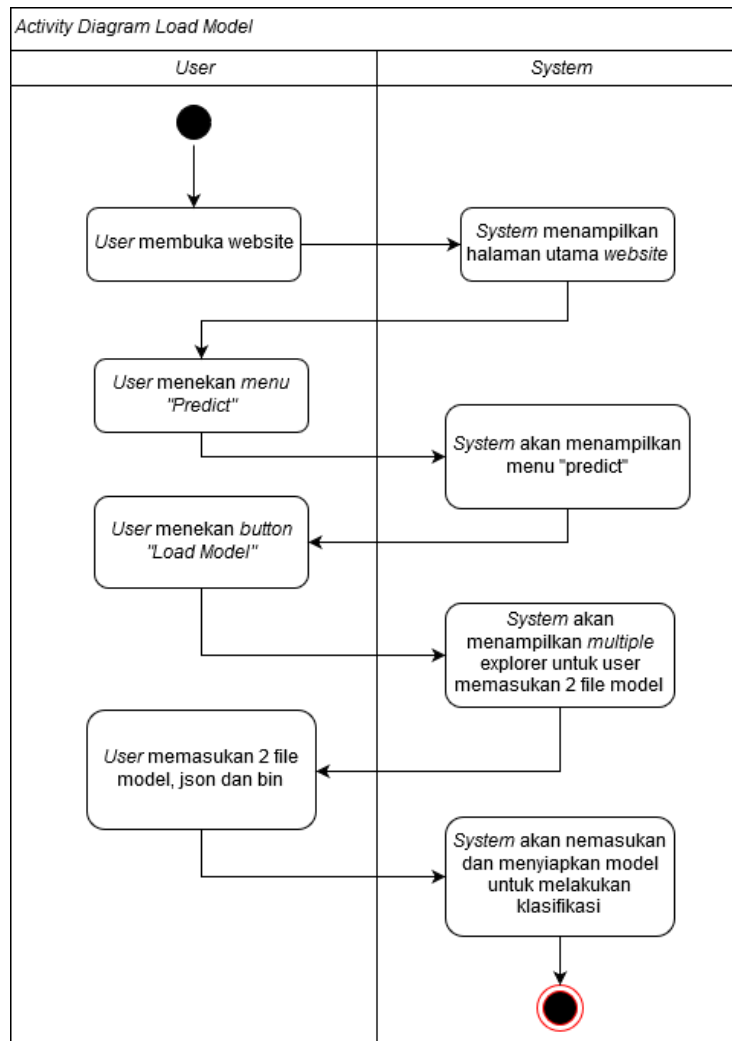 Activity Diagram Load Model
User
System
User membuka website
System menampilkan
halaman utama website
User menekan menu
"Predict"
System akan menampilkan
menu "predict"
User menekan button
"Load Model"
System akan
menampilkan multiple
explorer untuk user
memasukan 2 file model
User memasukan 2 file
model, json dan bin
System akan nemasukan
dan menyiapkan model
untuk melakukan
klasifikasi